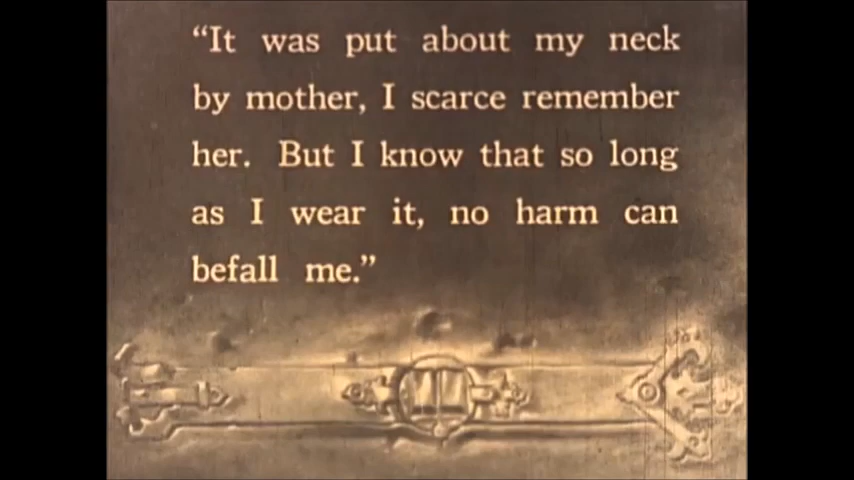 “It was put about my neck
by mother, I scarce remember
her. But I know that so long
as I wear it, no harm can
befall me.”